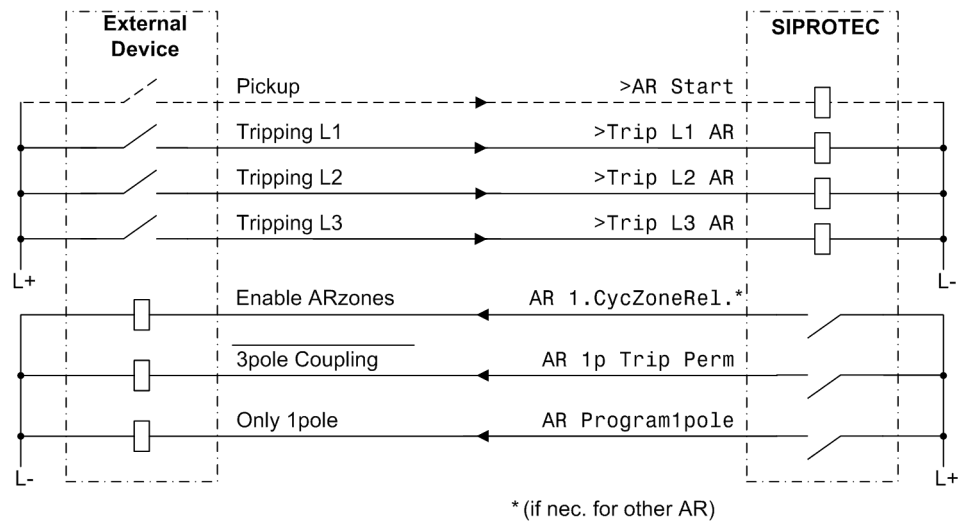 External
Device
SIPROTEC
Pickup
>AR Start
Tripping L1
>Trip L1 AR
Tripping L2
>Trip L2 AR
Tripping L3
>Trip L3 AR
L+
L-
Enable ARzones
AR 1.CycZoneRel.*
3pole Coupling
AR 1p Trip Perm
Only 1pole
AR Program1pole
L-
L+
* (if nec. for other AR)